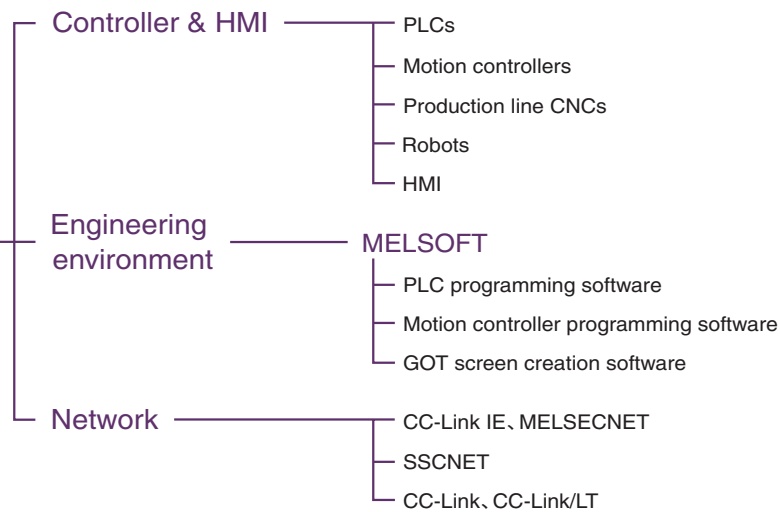 Controller & HMI
PLCs
Motion controllers
Production line CNCs
Robots
HMI
Engineering
environment
MELSOFT
PLC programming software
Motion controller programming software
GOT screen creation software
Network
CC-Link IE、MELSECNET
SSCNET
CC-Link、CC-Link/LT